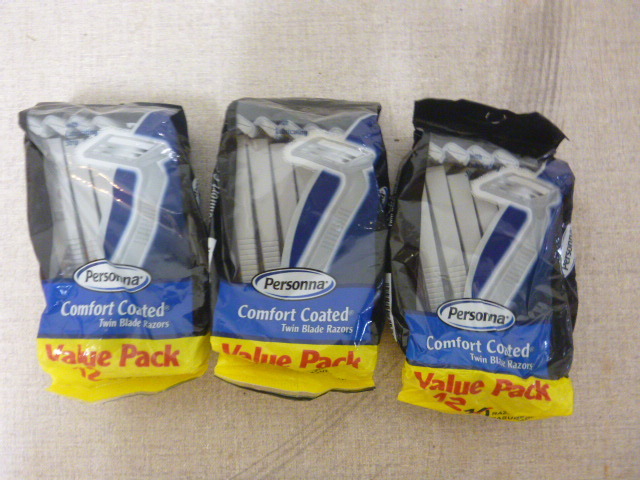 Personna®
Comfort Coated®
Twin Blade Razors
Value Pack
12
Personna®
Comfort Coated®
Twin Blade Razors
Value Pack
Personna®
Comfort Coated®
Twin Blade Razors
Value Pack
12 10